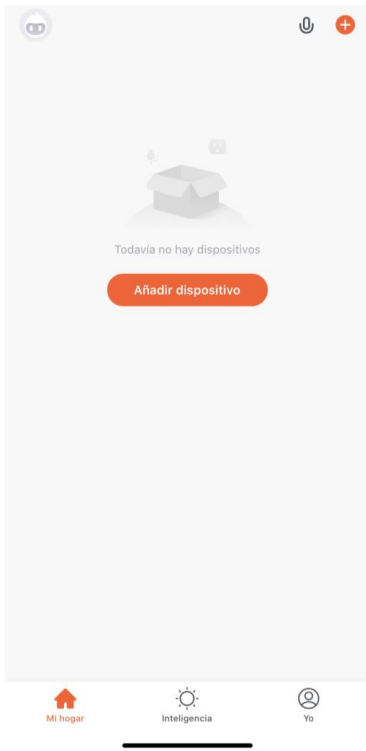 Todavía no hay dispositivos
Añadir dispositivo
Mi hogar
Inteligencia
Yo